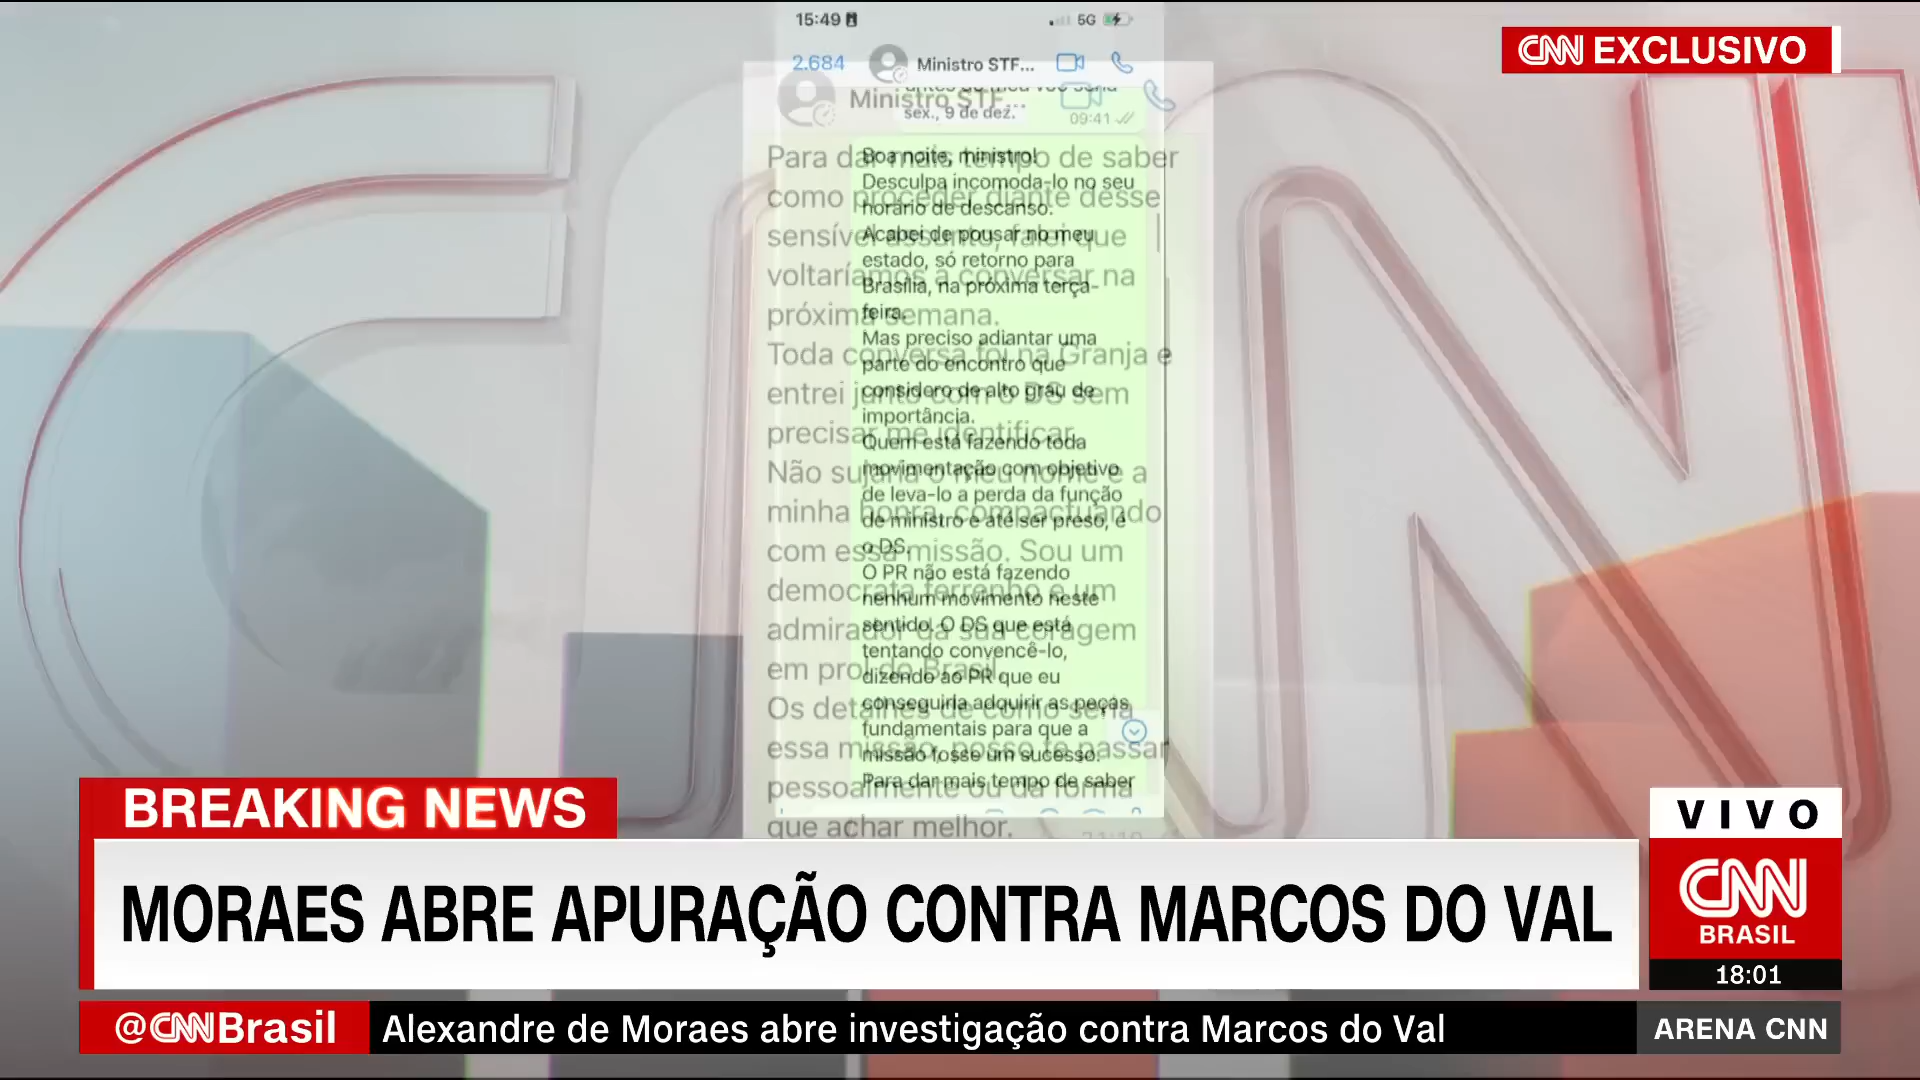 15:49
5G
CNN EXCLUSIVO
2.684
Ministro STF...
Ministro STF...
sex., 9 de dez.
09:41
Boa noite, ministro!
Desculpa incomoda-lo no seu
horário de descanso.
Acabei de pousar no meu
estado, só retorno para
Brasília, na próxima terça-
feira.
Mas preciso adiantar uma
parte do encontro que
considero de alto grau de
importância.
Quem está fazendo toda
movimentação com objetivo
de leva-lo a perda da função
de ministro e até ser preso, é
o DS.
O PR não está fazendo
nenhum movimento neste
sentido. O DS que está
tentando convencê-lo,
dizendo ao PR que eu
conseguiria adquirir as peças
fundamentais para que a
missão fosse um sucesso.
Para dar mais tempo de saber
Para dar mais tempo de saber
como proceder diante desse
sensível assunto, falei que
voltaríamos a conversar na
próxima semana.
Toda conversa foi na Granja e
entrei junto com o DS sem
precisar me identificar.
Não sujaria o meu nome e a
minha honra, compactuando
com essa missão. Sou um
democrata ferrenho e um
admirador da sua coragem
em prol do Brasil.
Os detalhes de como seria
essa missão, posso te passar
pessoalmente ou da forma
que achar melhor.
BREAKING NEWS
MORAES ABRE APURAÇÃO CONTRA MARCOS DO VAL
VIVO
CNN
BRASIL
18:01
@CNNBrasil
Alexandre de Moraes abre investigação contra Marcos do Val
ARENA CNN